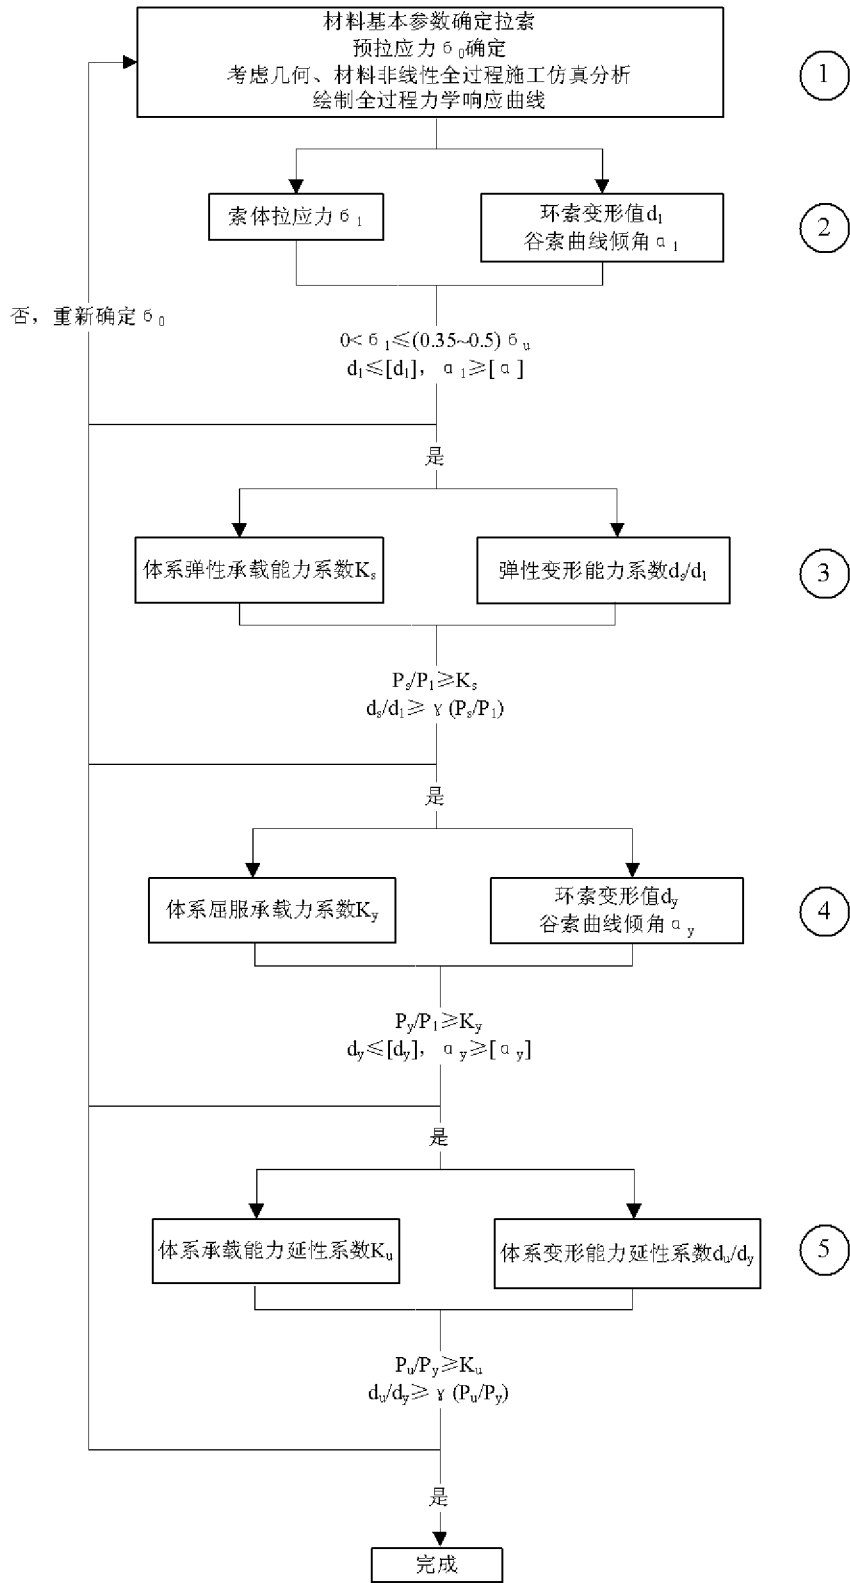 材料基本参数确定拉索
预拉应力б₀确定
考虑几何、材料非线性全过程施工仿真分析
绘制全过程力学响应曲线
1
索体拉应力б₁
环索变形值d₁
谷索曲线倾角α₁
2
否，重新确定б₀
0<б₁≤(0.35~0.5)бᵤ
d₁≤[d₁]，α₁≥[α]
是
体系弹性承载能力系数Kₛ
弹性变形能力系数dₛ/d₁
3
Pₛ/P₁≥Kₛ
dₛ/d₁≥γ(Pₛ/P₁)
是
体系屈服承载力系数Ky
环索变形值dy
谷索曲线倾角αy
4
Py/P₁≥Ky
dy≤[dy]，αy≥[αy]
是
体系承载能力延性系数Kᵤ
体系变形能力延性系数dᵤ/dy
5
Pᵤ/Py≥Kᵤ
dᵤ/dy≥γ(Pᵤ/Py)
是
完成